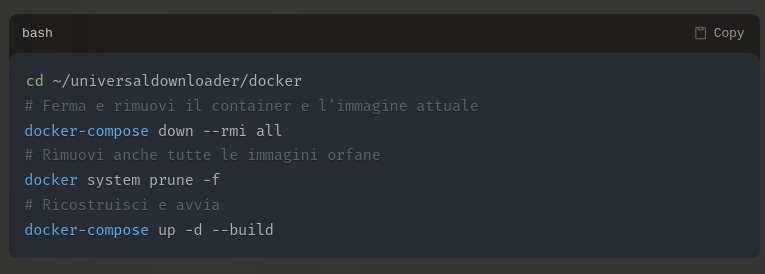 bash
Copy
cd ~/universaldownloader/docker
# Ferma e rimuovi il container e l'immagine attuale
docker-compose down --rmi all
# Rimuovi anche tutte le immagini orfane
docker system prune -f
# Ricostruisci e avvia
docker-compose up -d --build